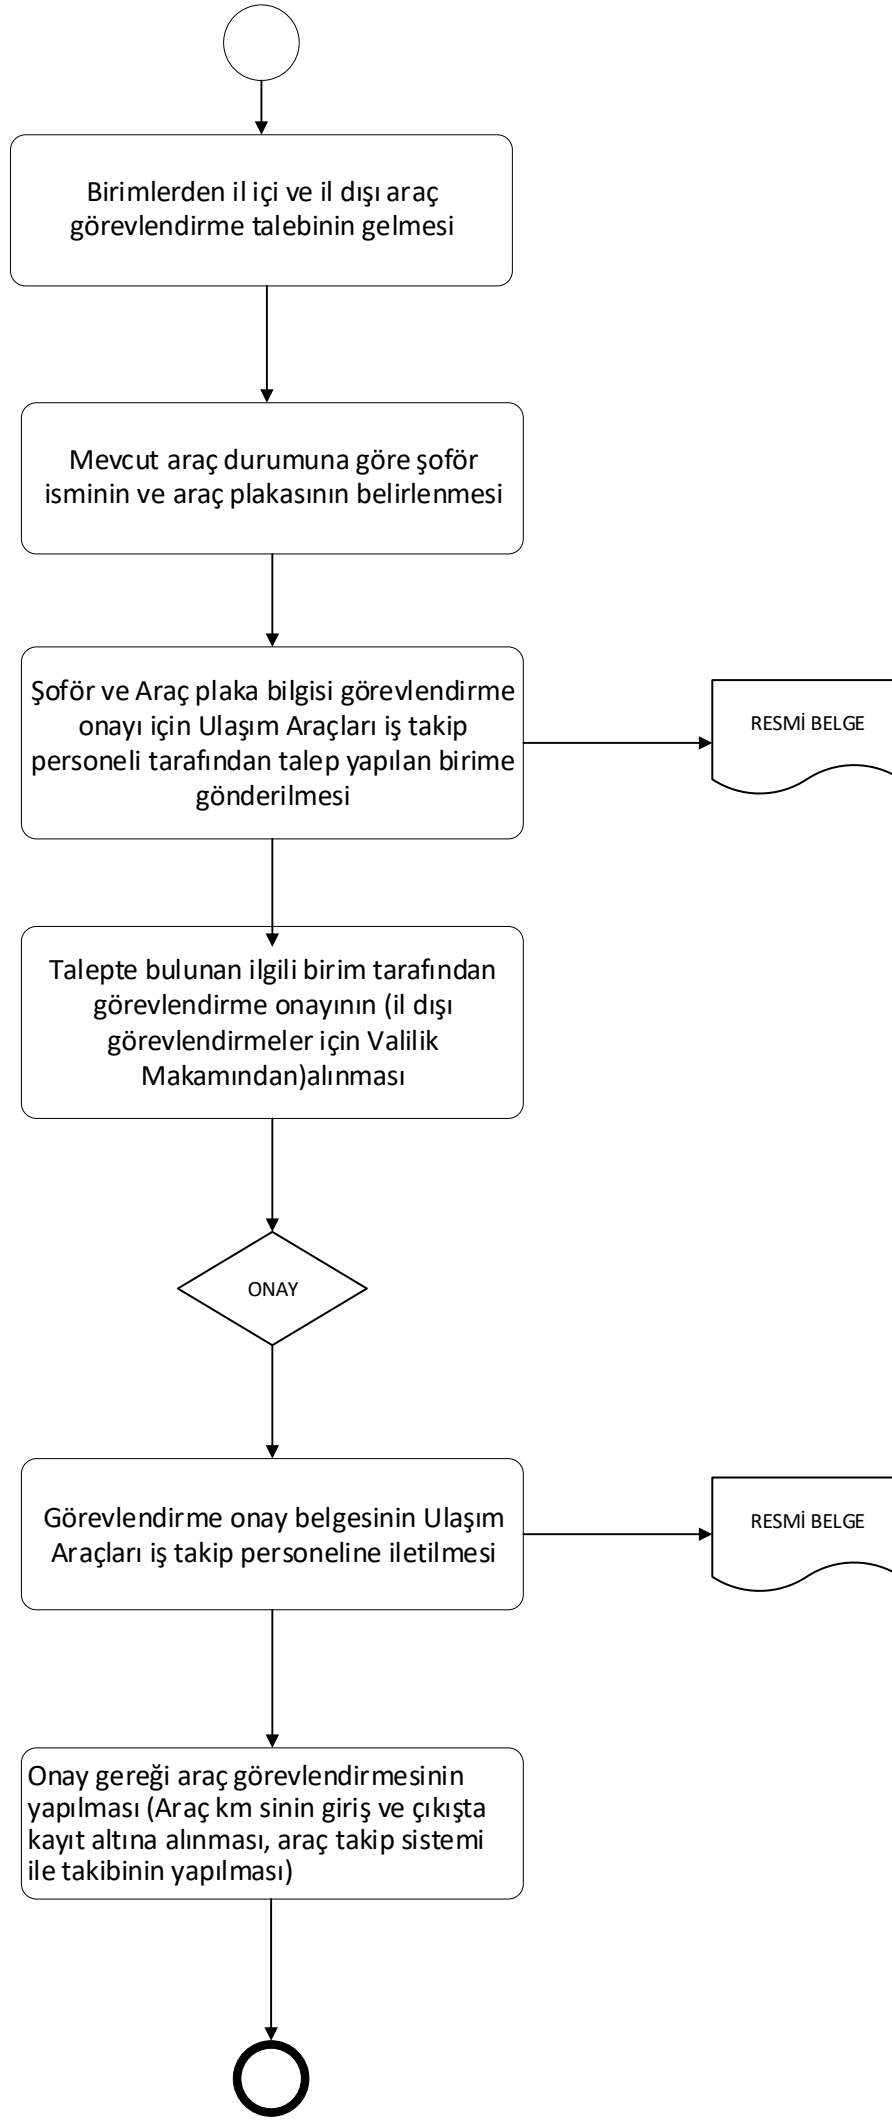 Birimlerden il içi ve il dışı araç
görevlendirme talebinin gelmesi
Mevcut araç durumuna göre şoför
isminin ve araç plakasının belirlenmesi
Şoför ve Araç plaka bilgisi görevlendirme
onayı için Ulaşım Araçları iş takip
personeli tarafından talep yapılan birime
gönderilmesi
RESMİ BELGE
Talepte bulunan ilgili birim tarafından
görevlendirme onayının (il dışı
görevlendirmeler için Valilik
Makamından)alınması
ONAY
Görevlendirme onay belgesinin Ulaşım
Araçları iş takip personeline iletilmesi
RESMİ BELGE
Onay gereği araç görevlendirmesinin
yapılması (Araç km sinin giriş ve çıkışta
kayıt altına alınması, araç takip sistemi
ile takibinin yapılması)